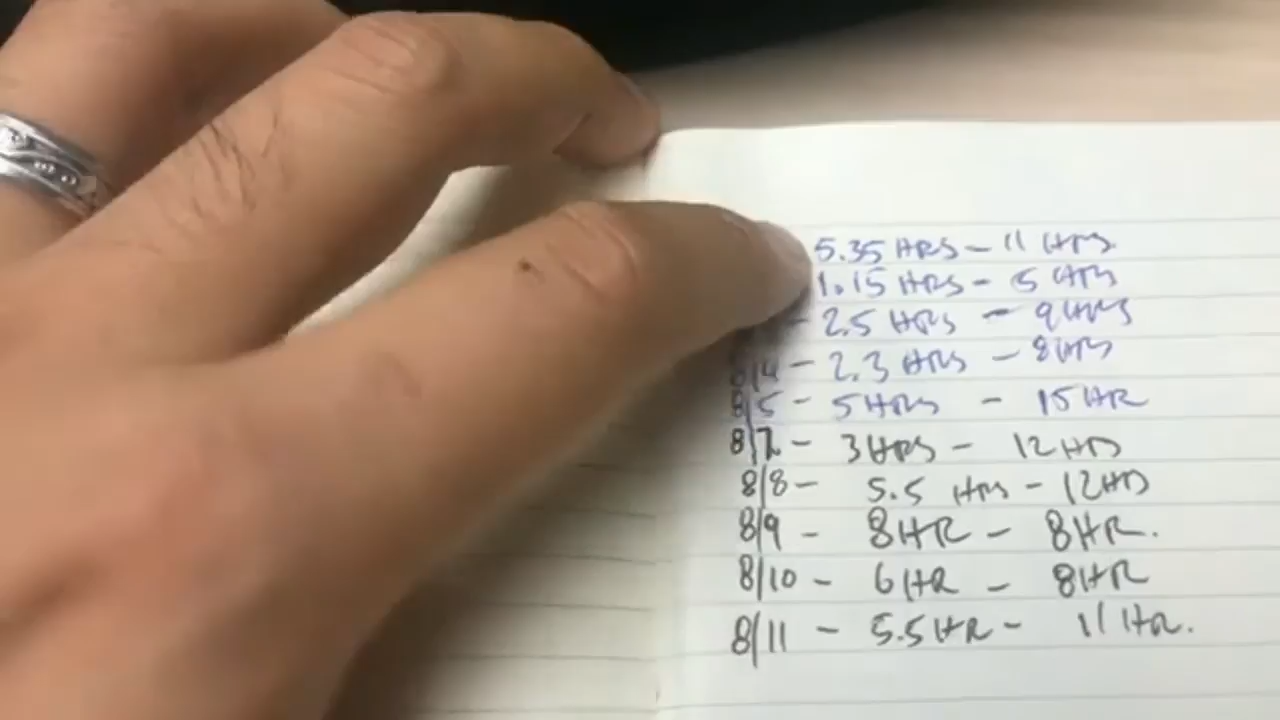 5.35 HRS - 11 HRS
1.15 HRS - 5 HRS
- 2.5 HRS - 9 HRS
8/4 - 2.3 HRS - 8 HRS
8/5 - 5 HRS - 15 HR
8/7 - 3 HRS - 12 HRS
8/8 - 5.5 HRS - 12 HRS
8/9 - 8 HR - 8 HR.
8/10 - 6 HR - 8 HR
8/11 - 5.5 HR - 11 HR.